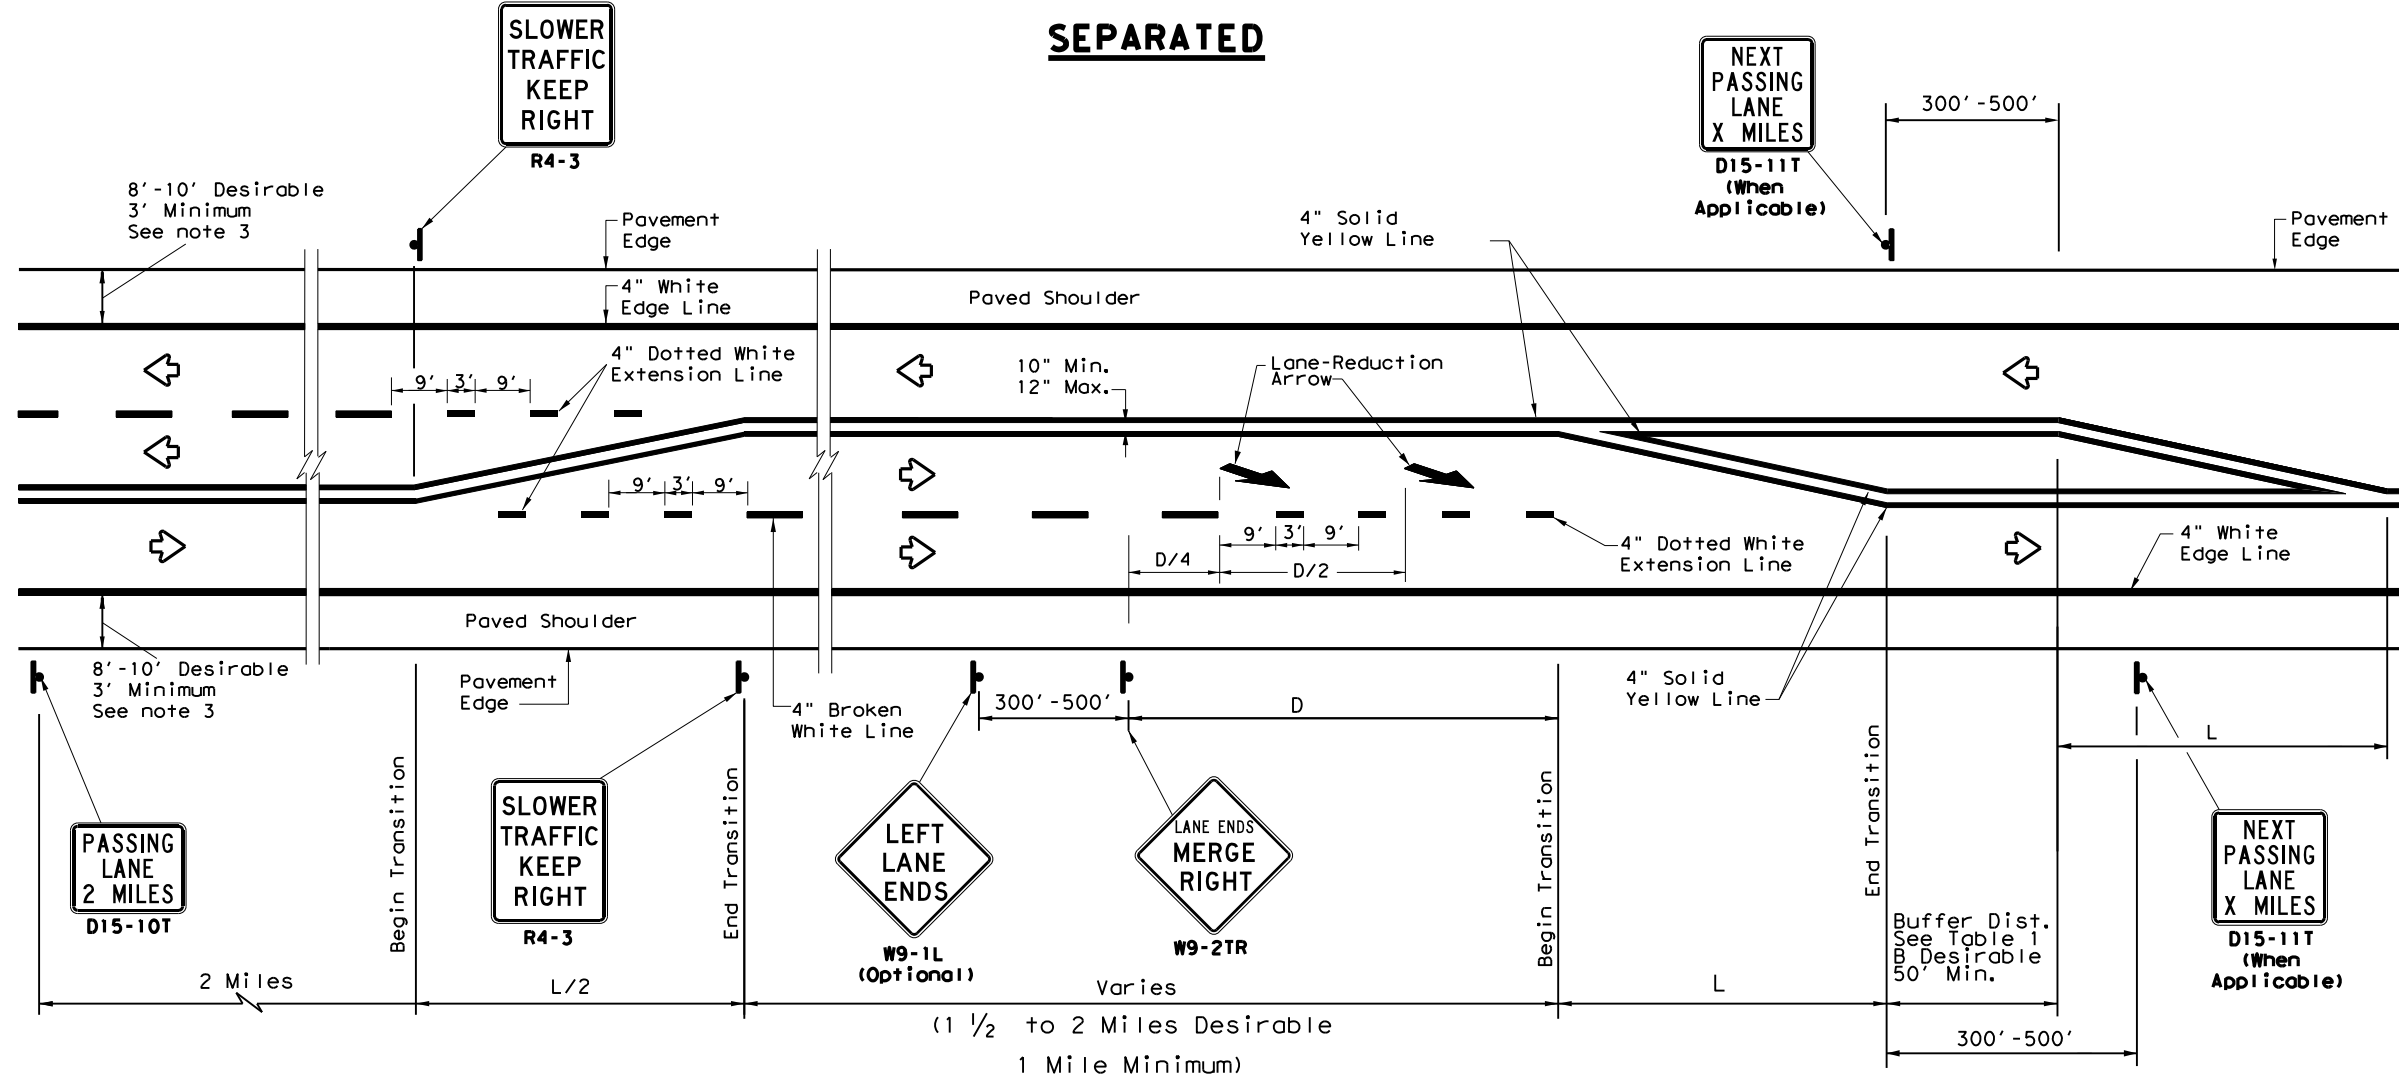 SEPARATED
SLOWER
TRAFFIC
KEEP
RIGHT
R4-3
NEXT
PASSING
LANE
X MILES
D15-11T
(When
Applicable)
300'-500'
8'-10' Desirable
3' Minimum
See note 3
Pavement
Edge
4" Solid
Yellow Line
Pavement
Edge
4" White
Edge Line
Paved Shoulder
4" Dotted White
Extension Line
9' 3' 9'
10" Min.
12" Max.
Lane-Reduction
Arrow
9' 3' 9'
9' 3' 9'
D/4
D/2
4" Dotted White
Extension Line
4" White
Edge Line
Paved Shoulder
8'-10' Desirable
3' Minimum
See note 3
Pavement
Edge
4" Broken
White Line
300'-500'
D
4" Solid
Yellow Line
L
Begin Transition
End Transition
Begin Transition
End Transition
PASSING
LANE
2 MILES
D15-10T
SLOWER
TRAFFIC
KEEP
RIGHT
R4-3
LEFT
LANE
ENDS
W9-1L
(Optional)
LANE ENDS
MERGE
RIGHT
W9-2TR
NEXT
PASSING
LANE
X MILES
D15-11T
(When
Applicable)
Buffer Dist.
See Table 1
B Desirable
50' Min.
2 Miles
L/2
Varies
(1 1/2 to 2 Miles Desirable
1 Mile Minimum)
L
300'-500'